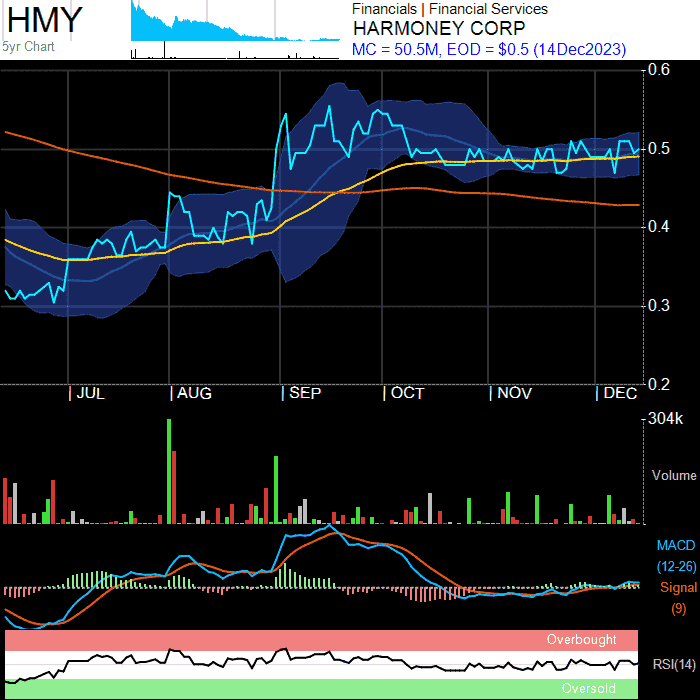 HMY
5yr Chart
Financials | Financial Services
HARMONEY CORP
MC = 50.5M, EOD = $0.5 (14Dec2023)
0.6
0.5
0.4
0.3
0.2
JUL AUG SEP OCT NOV DEC
304k
Volume
MACD
(12-26)
Signal
(9)
Overbought
RSI(14)
Oversold